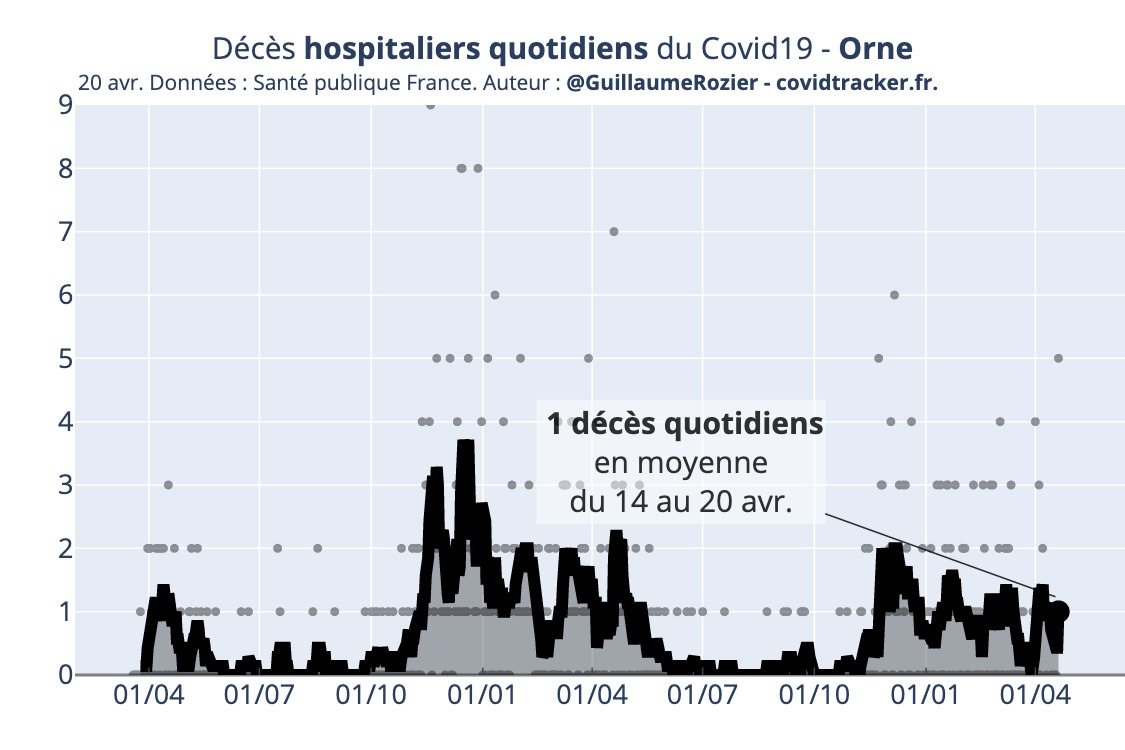 Décès hospitaliers quotidiens du Covid19 - Orne
20 avr. Données : Santé publique France. Auteur : @GuillaumeRozier - covidtracker.fr.
9
8
7
6
5
4
3
2
1
0
1 décès quotidiens
en moyenne
du 14 au 20 avr.
01/04 01/07 01/10 01/01 01/04 01/07 01/10 01/01 01/04